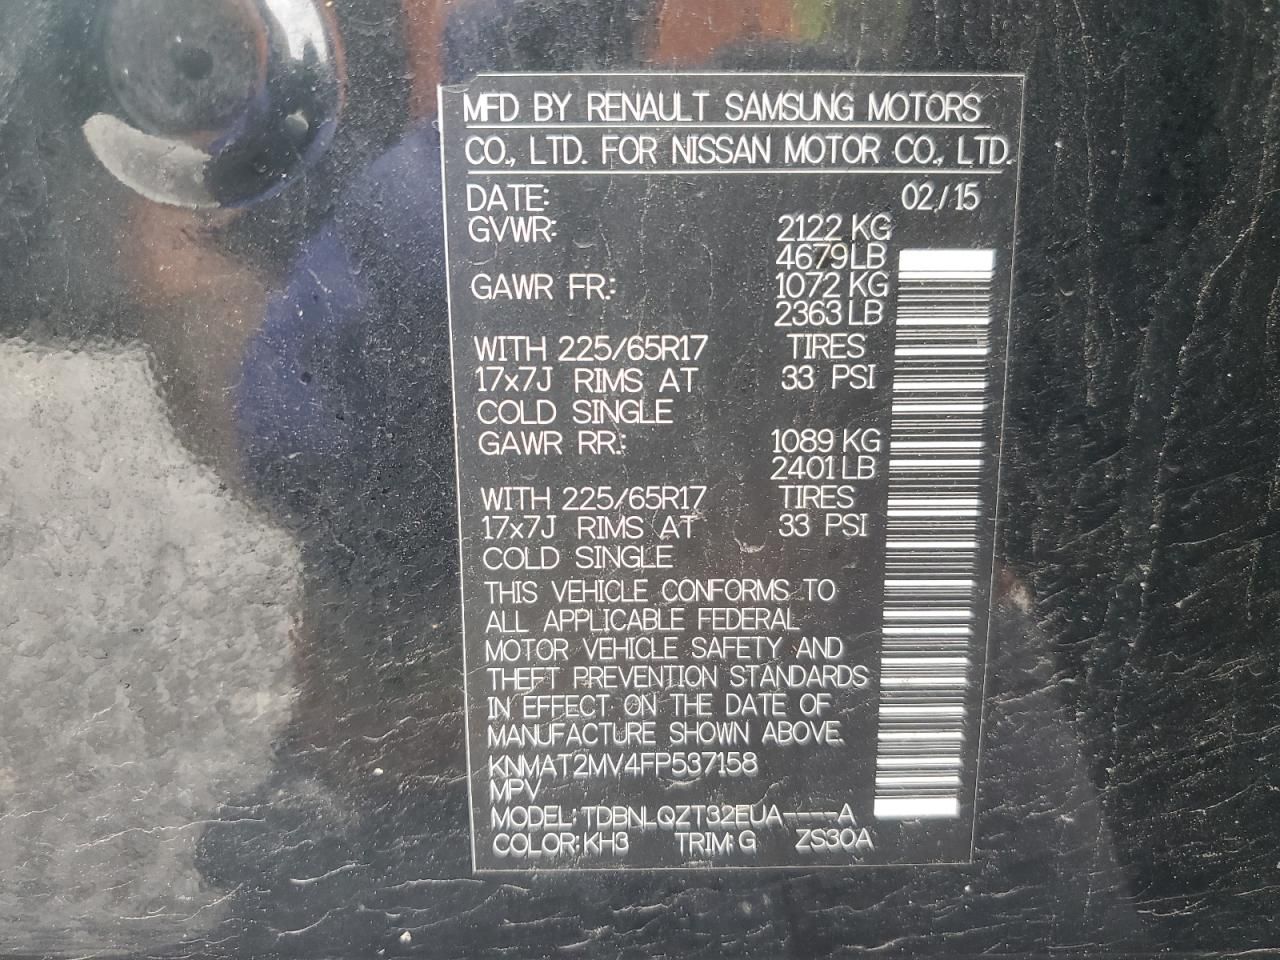 MFD BY RENAULT SAMSUNG MOTORS
CO., LTD. FOR NISSAN MOTOR CO., LTD.
DATE: 02/15
GVWR: 2122 KG
4679 LB
GAWR FR.: 1072 KG
2363 LB
WITH 225/65R17 TIRES
17x7J RIMS AT 33 PSI
COLD SINGLE
GAWR RR.: 1089 KG
2401 LB
WITH 225/65R17 TIRES
17x7J RIMS AT 33 PSI
COLD SINGLE
THIS VEHICLE CONFORMS TO
ALL APPLICABLE FEDERAL
MOTOR VEHICLE SAFETY AND
THEFT PREVENTION STANDARDS
IN EFFECT ON THE DATE OF
MANUFACTURE SHOWN ABOVE.
KNMAT2MV4FP537158
MPV
MODEL: TDBNLQZT32EUA----A
COLOR: KH3 TRIM: G ZS30A